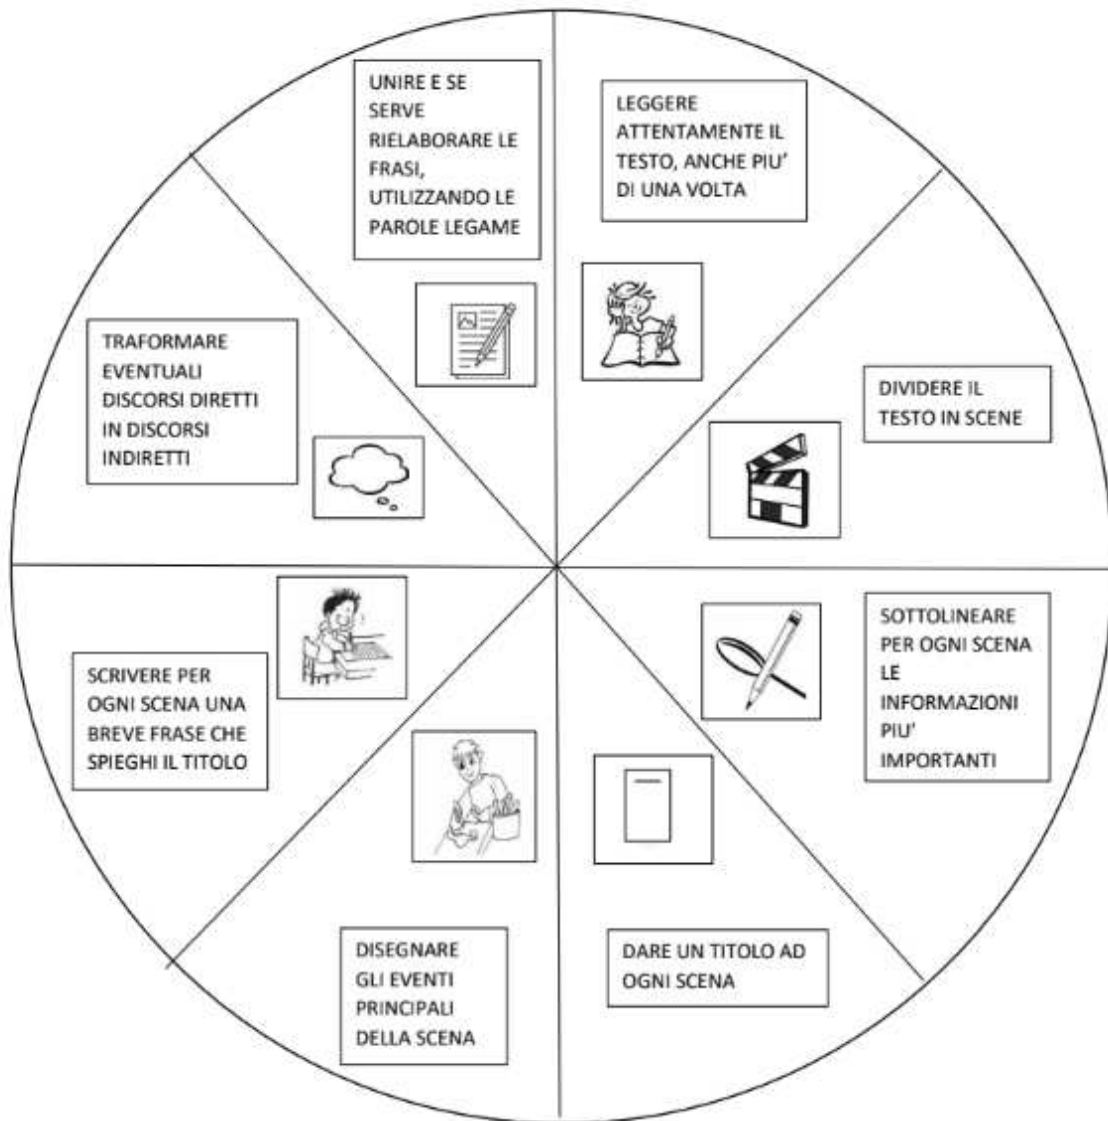 LEGGERE
ATTENTAMENTE IL
TESTO, ANCHE PIU'
DI UNA VOLTA
DIVIDERE IL
TESTO IN SCENE
SOTTOLINEARE
PER OGNI SCENA
LE
INFORMAZIONI
PIU'
IMPORTANTI
DARE UN TITOLO AD
OGNI SCENA
DISEGNARE
GLI EVENTI
PRINCIPALI
DELLA SCENA
SCRIVERE PER
OGNI SCENA UNA
BREVE FRASE CHE
SPIEGHI IL TITOLO
TRAFORMARE
EVENTUALI
DISCORSI DIRETTI
IN DISCORSI
INDIRETTI
UNIRE E SE
SERVE
RIELABORARE LE
FRASI,
UTILIZZANDO LE
PAROLE LEGAME